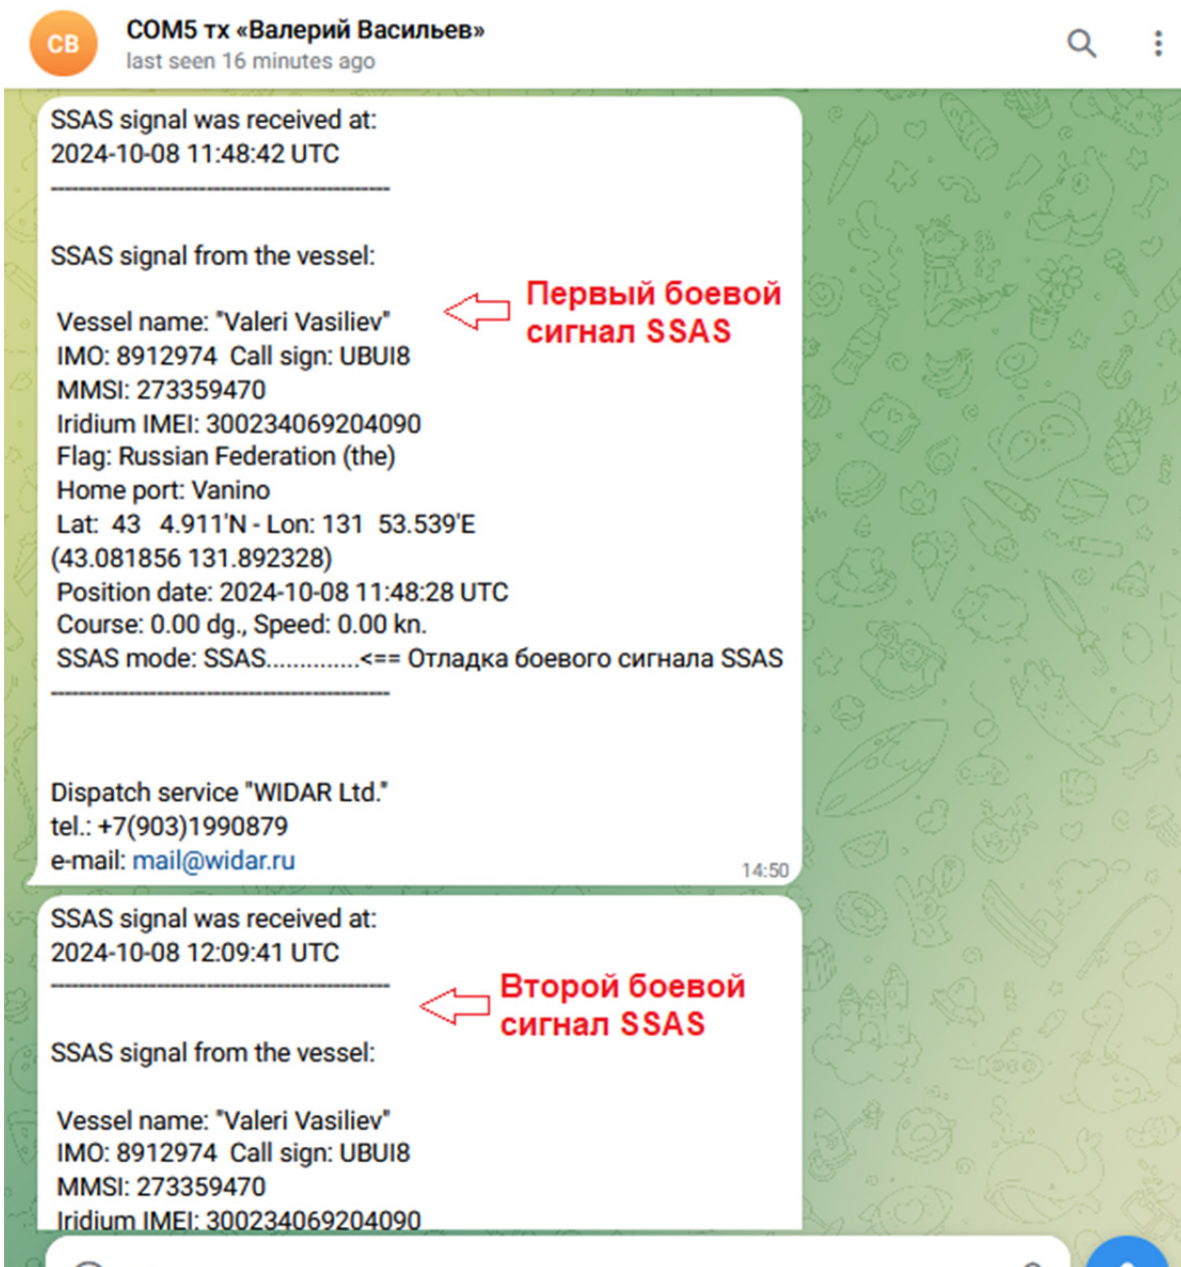 СВ
СОМ5 тх «Валерий Васильев»
last seen 16 minutes ago
SSAS signal was received at:
2024-10-08 11:48:42 UTC
------------------------------------------------
SSAS signal from the vessel:
Первый боевой
сигнал SSAS
Vessel name: "Valeri Vasiliev"
IMO: 8912974 Call sign: UBUI8
MMSI: 273359470
Iridium IMEI: 300234069204090
Flag: Russian Federation (the)
Home port: Vanino
Lat: 43 4.911'N - Lon: 131 53.539'E
(43.081856 131.892328)
Position date: 2024-10-08 11:48:28 UTC
Course: 0.00 dg., Speed: 0.00 kn.
SSAS mode: SSAS..............<== Отладка боевого сигнала SSAS
------------------------------------------------
Dispatch service "WIDAR Ltd."
tel.: +7(903)1990879
e-mail: mail@widar.ru
14:50
SSAS signal was received at:
2024-10-08 12:09:41 UTC
------------------------------------------------
Второй боевой
сигнал SSAS
SSAS signal from the vessel:
Vessel name: "Valeri Vasiliev"
IMO: 8912974 Call sign: UBUI8
MMSI: 273359470
Iridium IMEI: 300234069204090